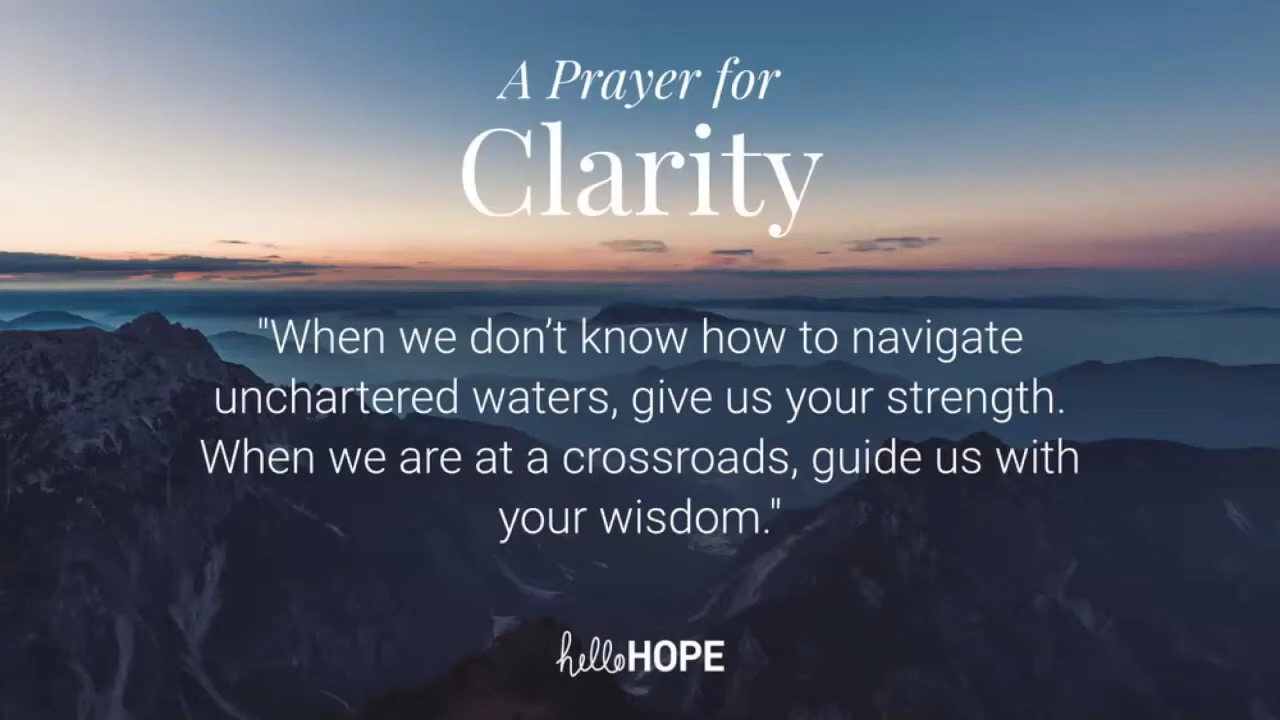 A Prayer for
Clarity
"When we don’t know how to navigate
unchartered waters, give us your strength.
When we are at a crossroads, guide us with
your wisdom."
helloHOPE